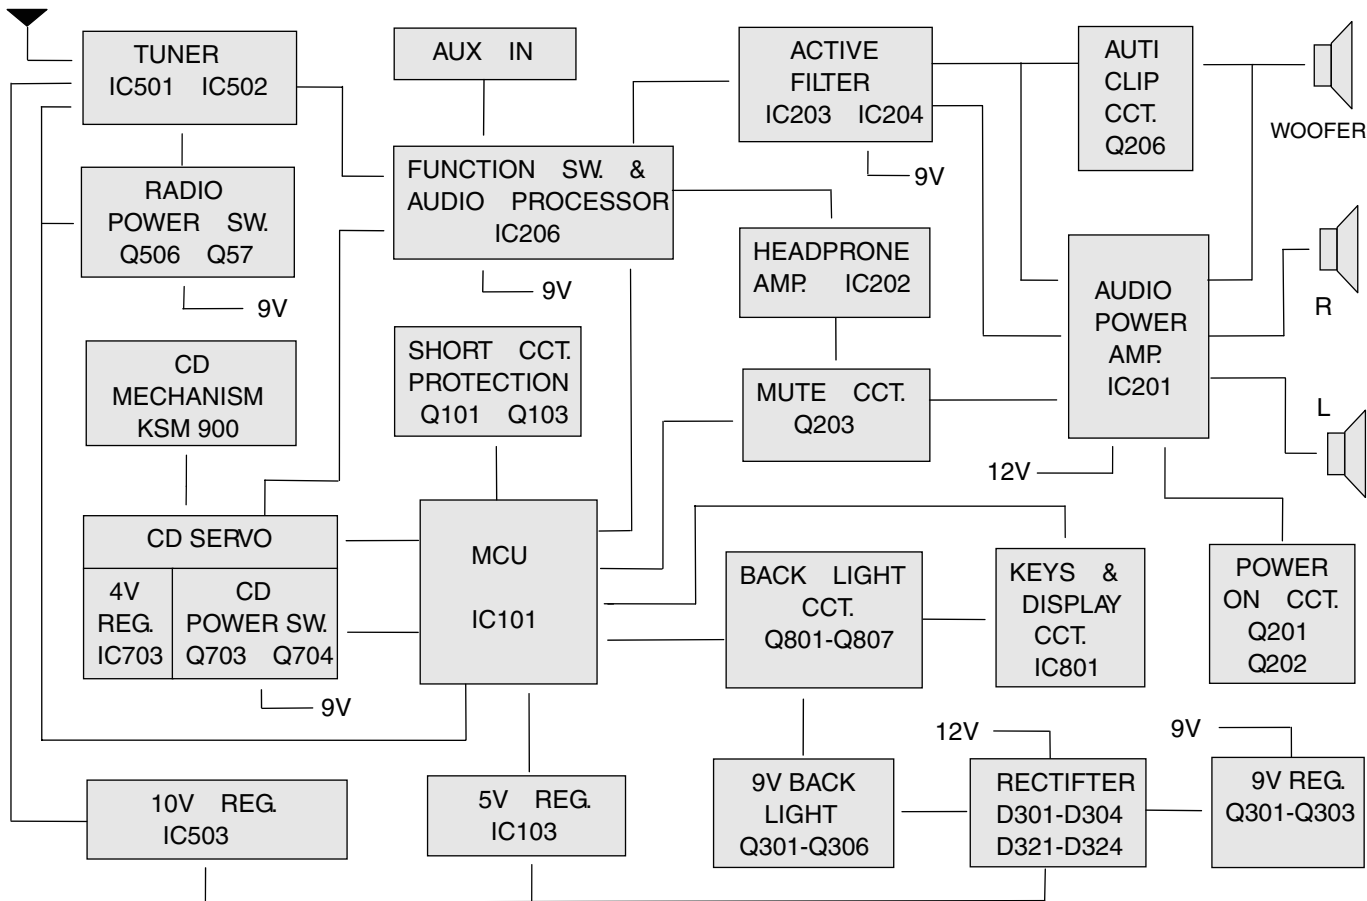 TUNER
IC501 IC502
AUX IN
ACTIVE
FILTER
IC203 IC204
AUTI
CLIP
CCT.
Q206
WOOFER
RADIO
POWER SW.
Q506 Q57
9V
FUNCTION SW. &
AUDIO PROCESSOR
IC206
9V
9V
HEADPRONE
AMP. IC202
AUDIO
POWER
AMP.
IC201
R
L
CD
MECHANISM
KSM 900
SHORT CCT.
PROTECTION
Q101 Q103
MUTE CCT.
Q203
12V
CD SERVO
4V
REG.
IC703
CD
POWER SW.
Q703 Q704
9V
MCU
IC101
BACK LIGHT
CCT.
Q801-Q807
KEYS &
DISPLAY
CCT.
IC801
POWER
ON CCT.
Q201
Q202
10V REG.
IC503
5V REG.
IC103
9V BACK
LIGHT
Q301-Q306
12V
RECTIFTER
D301-D304
D321-D324
9V
9V REG.
Q301-Q303